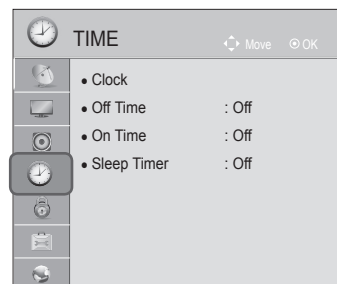 TIME Move OK
• Clock
• Off Time : Off
• On Time : Off
• Sleep Timer : Off